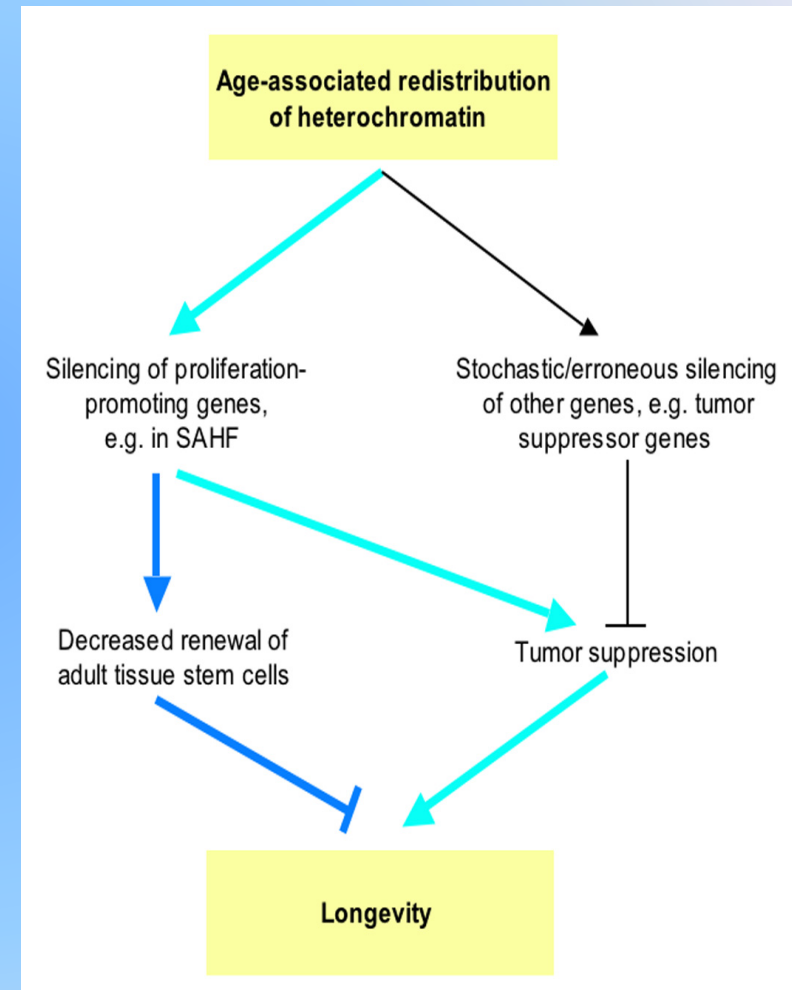 Age-associated redistribution
of heterochromatin
Silencing of proliferation-
promoting genes,
e.g. in SAHF
Stochastic/erroneous silencing
of other genes, e.g. tumor
suppressor genes
Decreased renewal of
adult tissue stem cells
Tumor suppression
Longevity